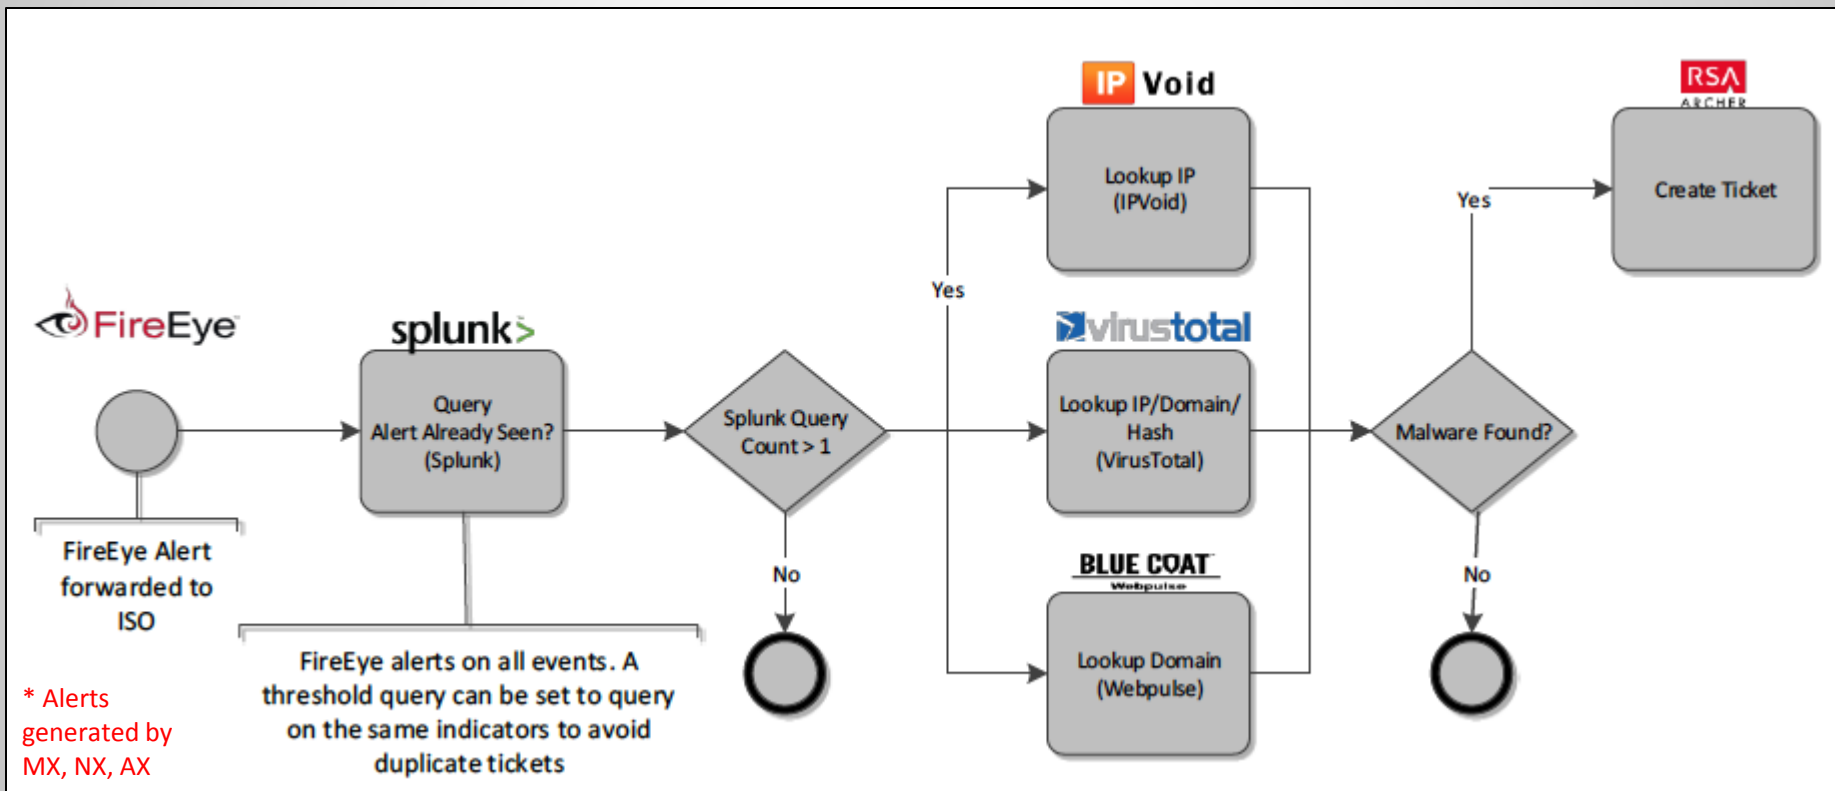 IP Void
RSA
ARCHER
Lookup IP
(IPVoid)
Yes
Create Ticket
Yes
FireEye
splunk>
virustotal
Query
Alert Already Seen?
(Splunk)
Splunk Query
Count > 1
Lookup IP/Domain/
Hash
(VirusTotal)
Malware Found?
FireEye Alert
forwarded to
ISO
No
BLUE COAT
Webpulse
No
FireEye alerts on all events. A
threshold query can be set to query
on the same indicators to avoid
duplicate tickets
Lookup Domain
(Webpulse)
* Alerts
generated by
MX, NX, AX